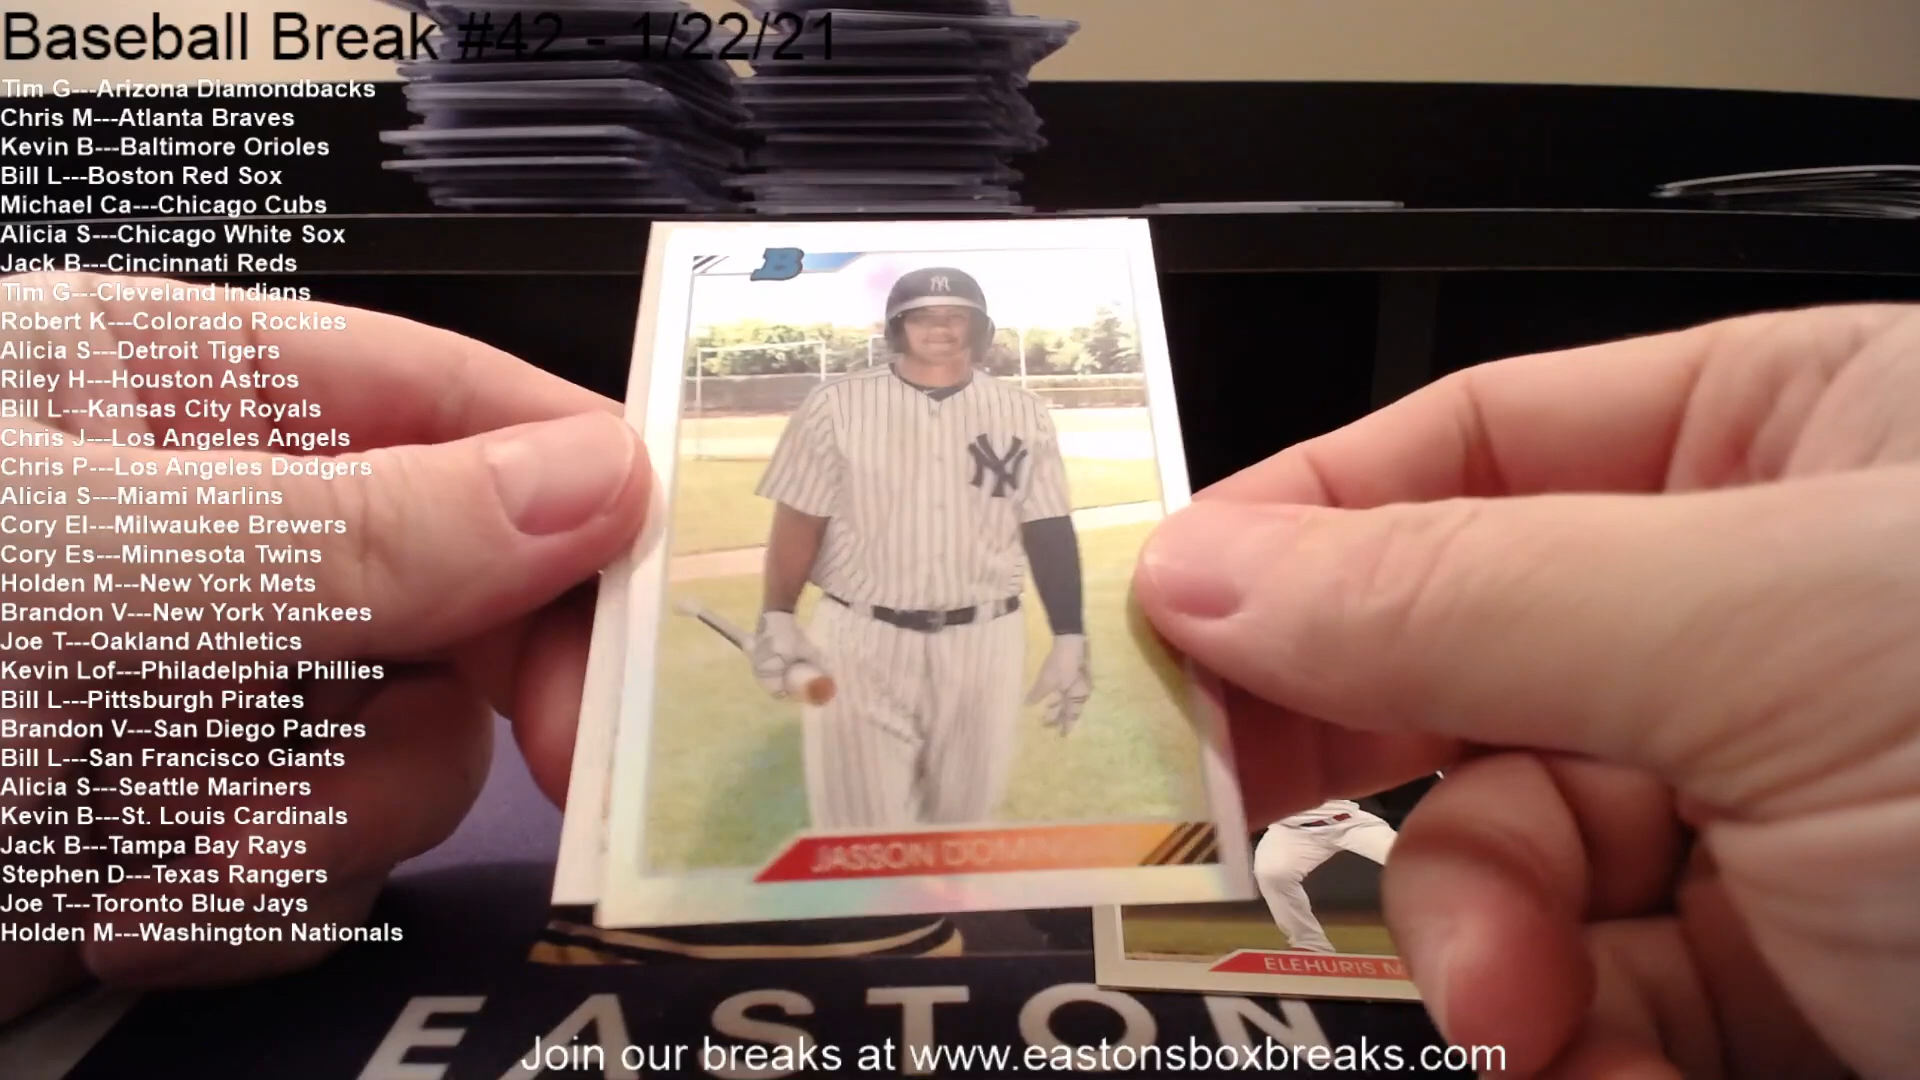 Baseball Break #42 - 1/22/21
Tim G---Arizona Diamondbacks
Chris M---Atlanta Braves
Kevin B---Baltimore Orioles
Bill L---Boston Red Sox
Michael Ca---Chicago Cubs
Alicia S---Chicago White Sox
Jack B---Cincinnati Reds
Tim G---Cleveland Indians
Robert K---Colorado Rockies
Alicia S---Detroit Tigers
Riley H---Houston Astros
Bill L---Kansas City Royals
Chris J---Los Angeles Angels
Chris P---Los Angeles Dodgers
Alicia S---Miami Marlins
Cory El---Milwaukee Brewers
Cory Es---Minnesota Twins
Holden M---New York Mets
Brandon V---New York Yankees
Joe T---Oakland Athletics
Kevin Lof---Philadelphia Phillies
Bill L---Pittsburgh Pirates
Brandon V---San Diego Padres
Bill L---San Francisco Giants
Alicia S---Seattle Mariners
Kevin B---St. Louis Cardinals
Jack B---Tampa Bay Rays
Stephen D---Texas Rangers
Joe T---Toronto Blue Jays
Holden M---Washington Nationals
B
NY
JASSON
ELEHURIS
EASTON
Join our breaks at www.eastonsboxbreaks.com